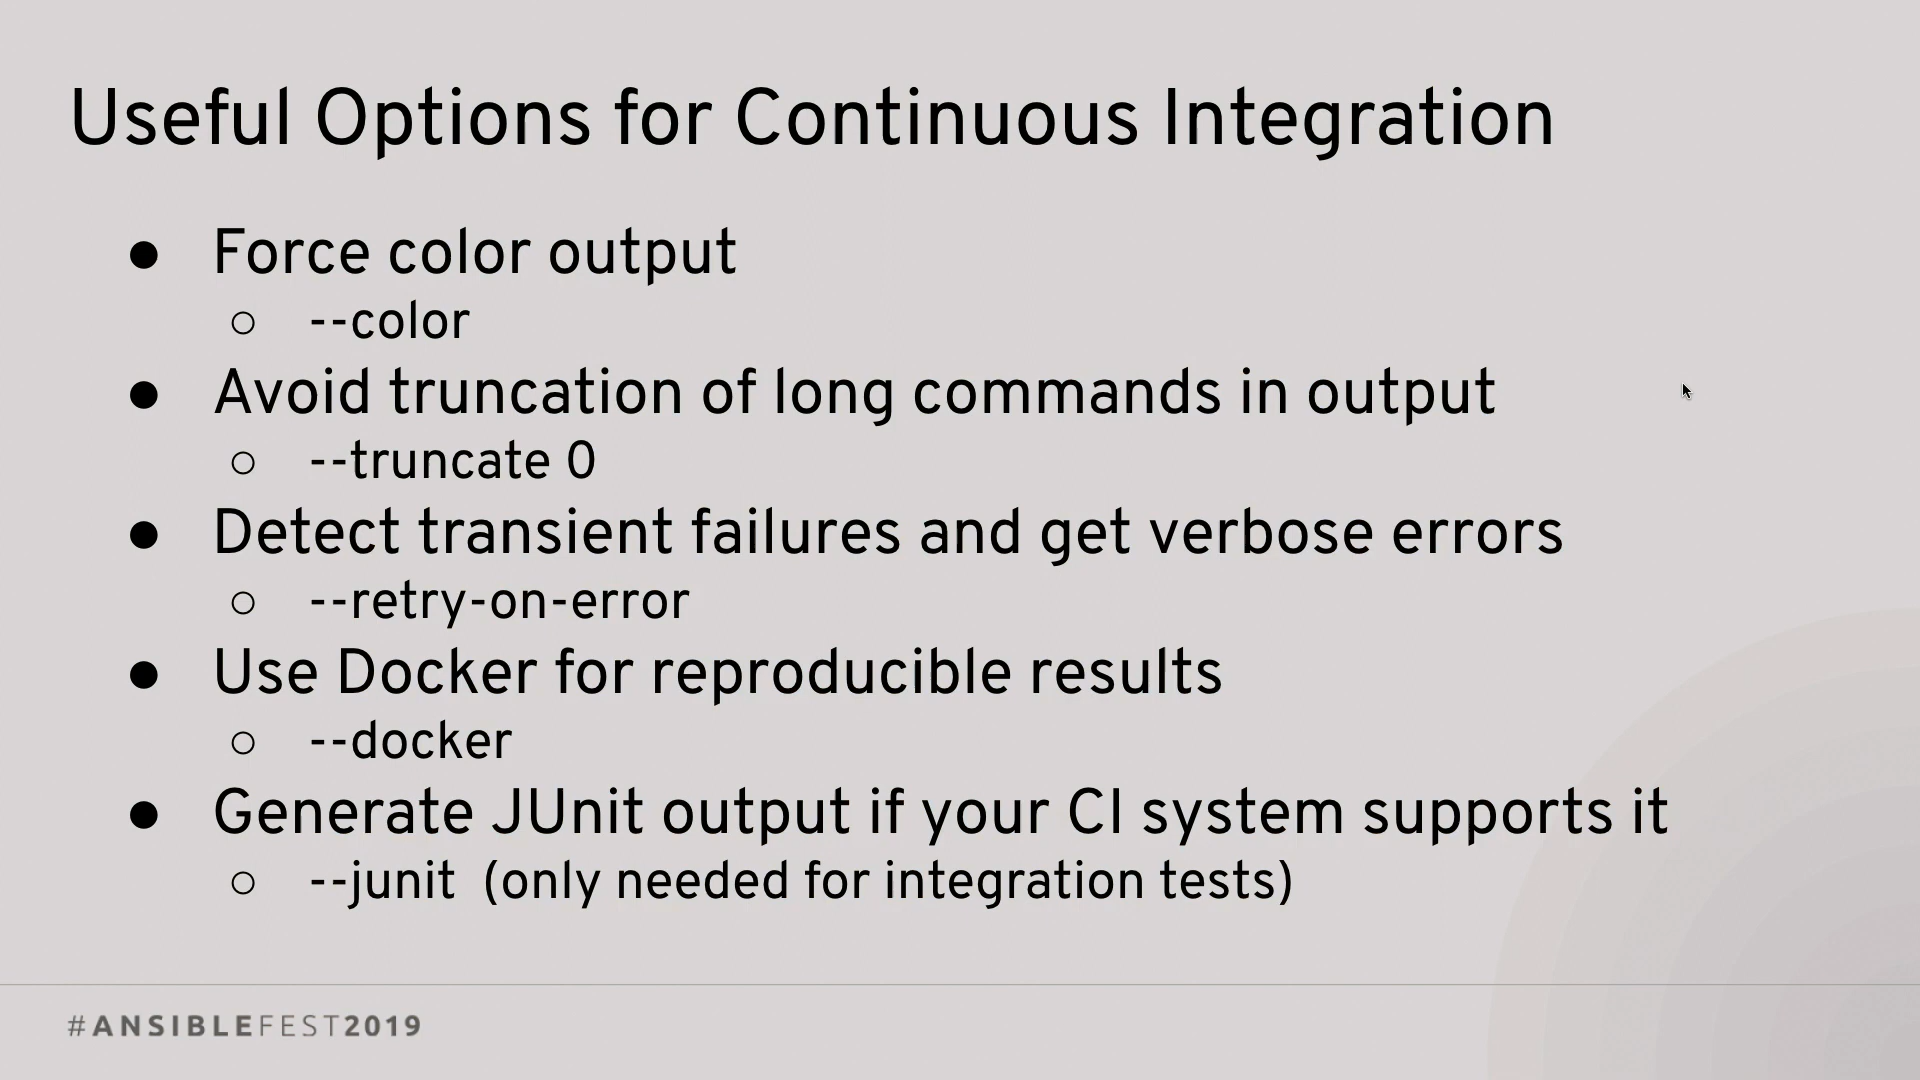 Useful Options for Continuous Integration
● Force color output
○ --color
● Avoid truncation of long commands in output
○ --truncate 0
● Detect transient failures and get verbose errors
○ --retry-on-error
● Use Docker for reproducible results
○ --docker
● Generate JUnit output if your CI system supports it
○ --junit  (only needed for integration tests)
#ANSIBLEFEST2019